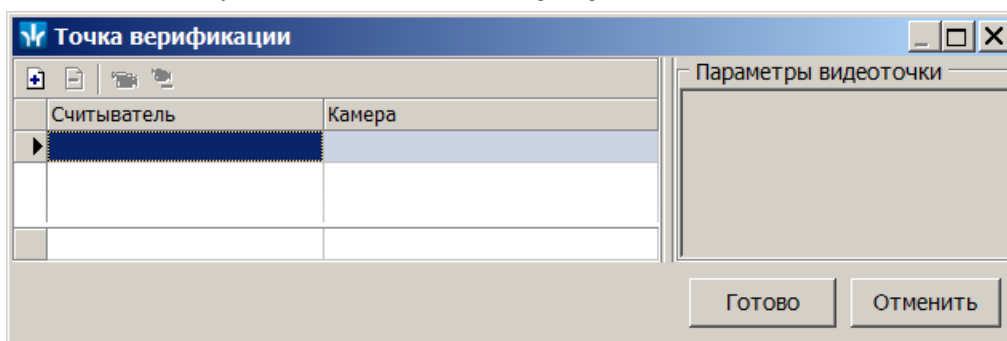 Точка верификации
Параметры видеоточки
Считыватель Камера
Готово Отменить